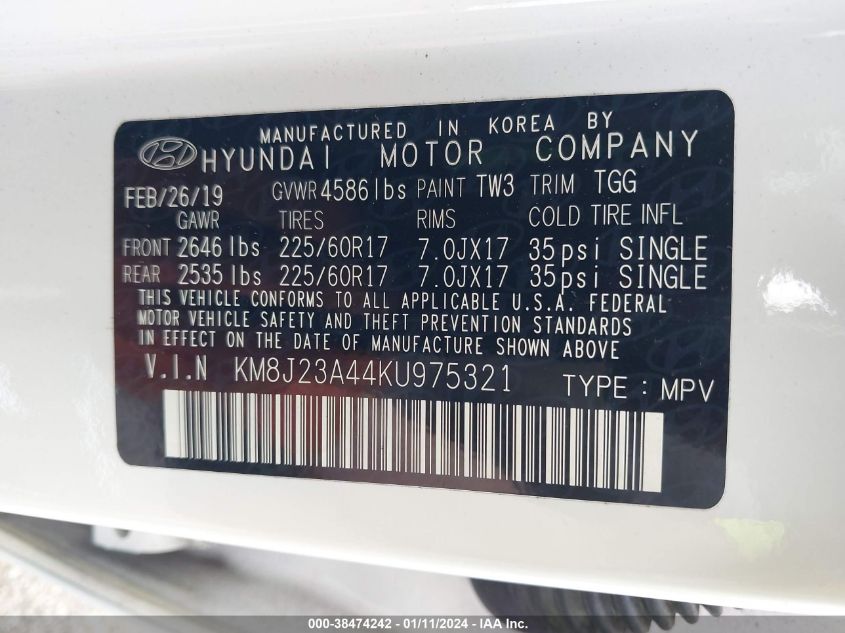 MANUFACTURED IN KOREA BY
HYUNDAI MOTOR COMPANY
FEB/26/19 GVWR 4586lbs PAINT TW3 TRIM TGG
GAWR TIRES RIMS COLD TIRE INFL
FRONT 2646 lbs 225/60R17 7.0JX17 35psi SINGLE
REAR 2535 lbs 225/60R17 7.0JX17 35psi SINGLE
THIS VEHICLE CONFORMS TO ALL APPLICABLE U.S.A. FEDERAL
MOTOR VEHICLE SAFETY AND THEFT PREVENTION STANDARDS
IN EFFECT ON THE DATE OF MANUFACTURE SHOWN ABOVE
V.I.N KM8J23A44KU975321 TYPE : MPV
000-38474242 - 01/11/2024 - IAA Inc.